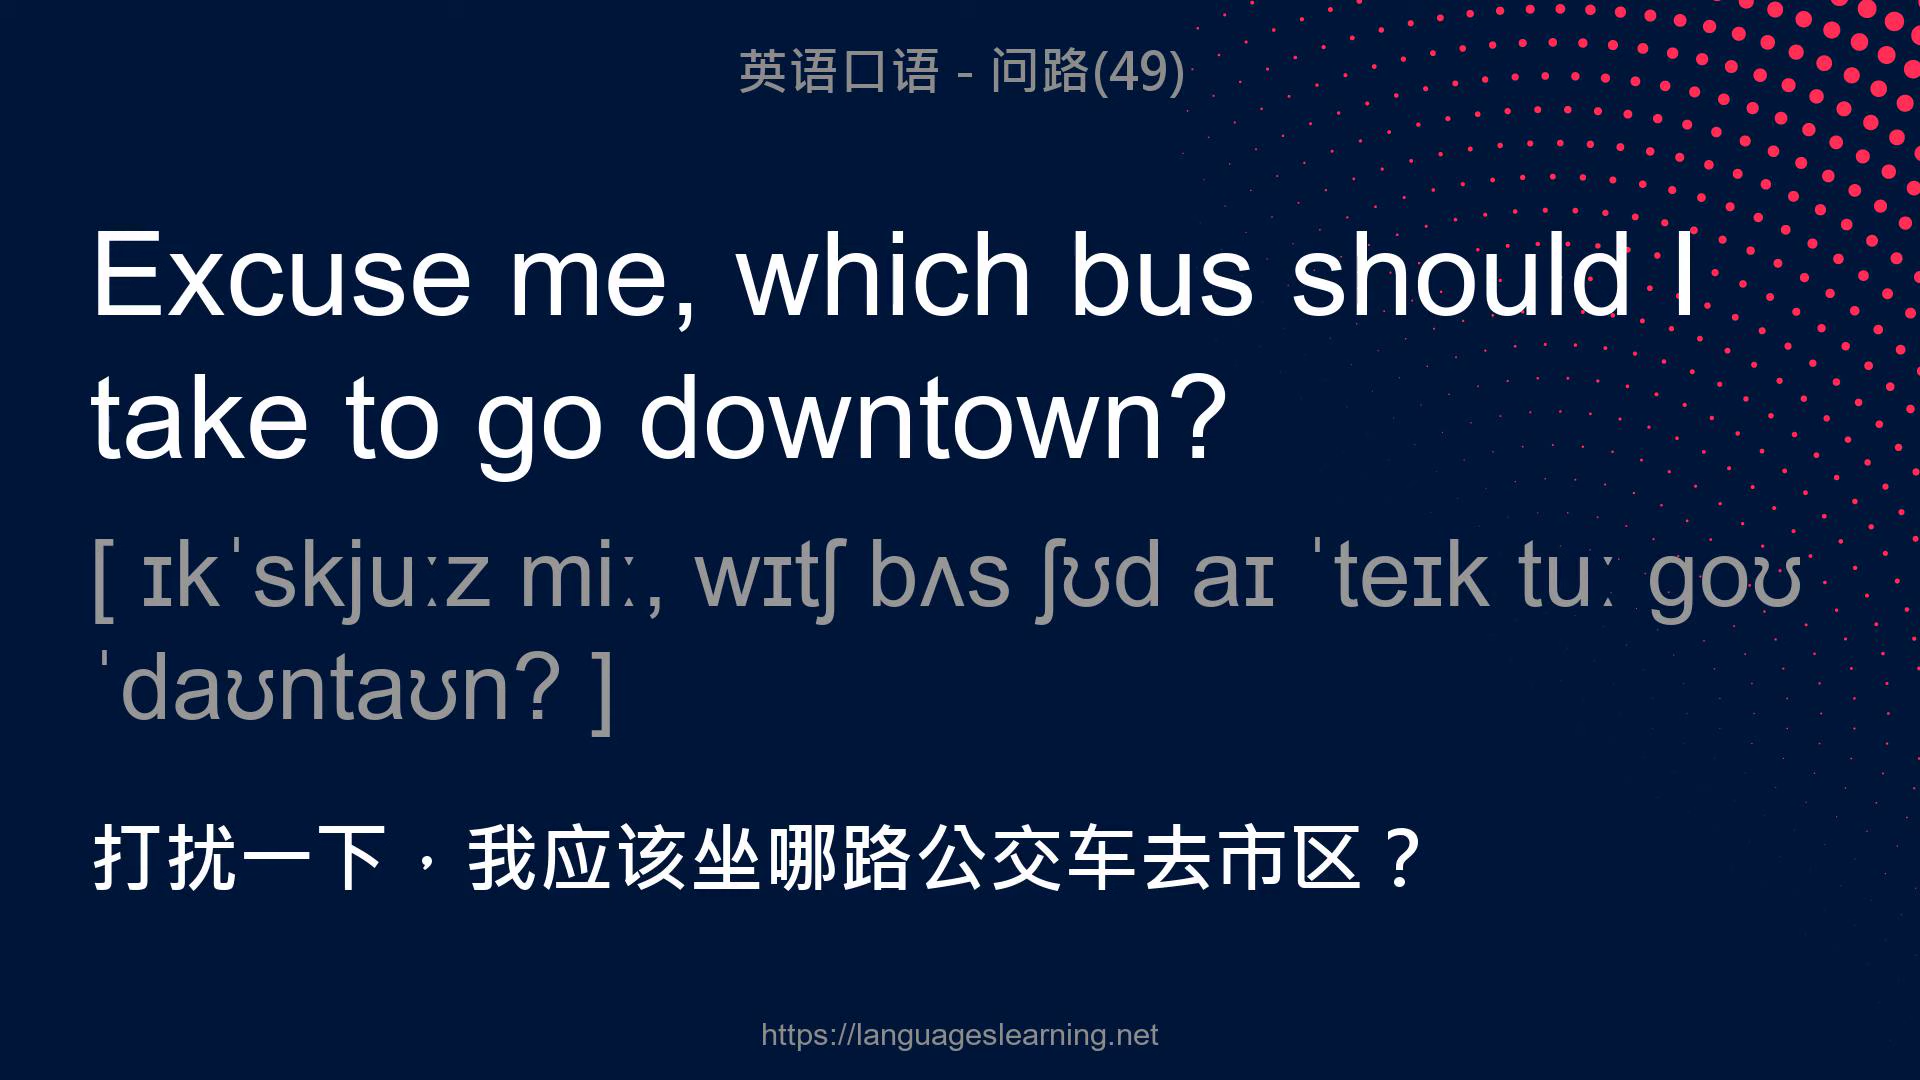 英语口语 - 问路(49)
Excuse me, which bus should I
take to go downtown?
[ ɪkˈskjuːz miː, wɪtʃ bʌs ʃʊd aɪ ˈteɪk tuː goʊ
ˈdaʊntaʊn? ]
打扰一下，我应该坐哪路公交车去市区？
https://languageslearning.net